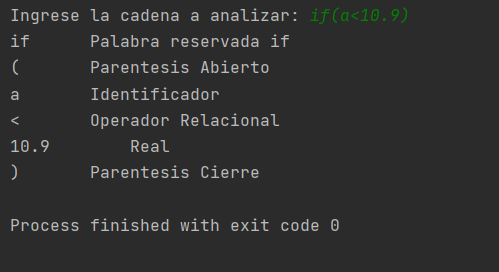 Ingrese la cadena a analizar: if(a<10.9)
if      Palabra reservada if
(       Parentesis Abierto
a       Identificador
<       Operador Relacional
10.9        Real
)       Parentesis Cierre
Process finished with exit code 0